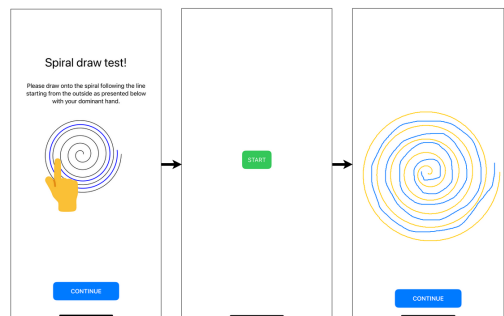 Spiral draw test!
Please draw onto the spiral following the line
starting from the outside as presented below
with your dominant hand.
CONTINUE
START
CONTINUE